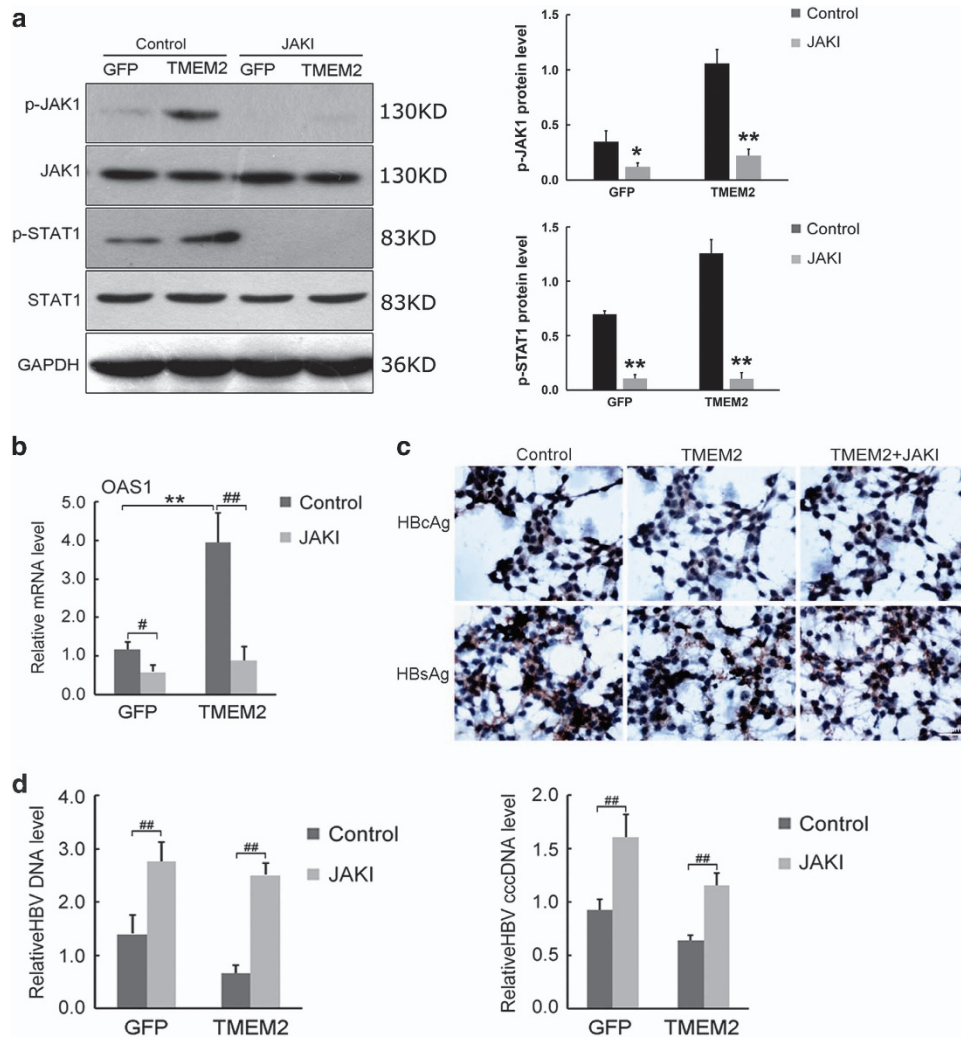 a
Control JAKI
GFP TMEM2 GFP TMEM2
p-JAK1 130KD
JAK1 130KD
p-STAT1 83KD
STAT1 83KD
GAPDH 36KD
p-JAK1 protein level
1.5
1.0
0.5
0.0
*
**
GFP TMEM2
Control
JAKI
p-STAT1 protein level
1.5
1.0
0.5
0.0
**
**
GFP TMEM2
Control
JAKI
b
OAS1
Relative mRNA level
5.0
4.0
3.0
2.0
1.0
0.0
#
**
##
GFP TMEM2
Control
JAKI
c
Control TMEM2 TMEM2+JAKI
HBcAg
HBsAg
d
RelativeHBV DNA level
4.0
3.0
2.0
1.0
0.0
##
##
GFP TMEM2
Control
JAKI
RelativeHBV cccDNA level
2.0
1.5
1.0
0.5
0.0
##
##
GFP TMEM2
Control
JAKI